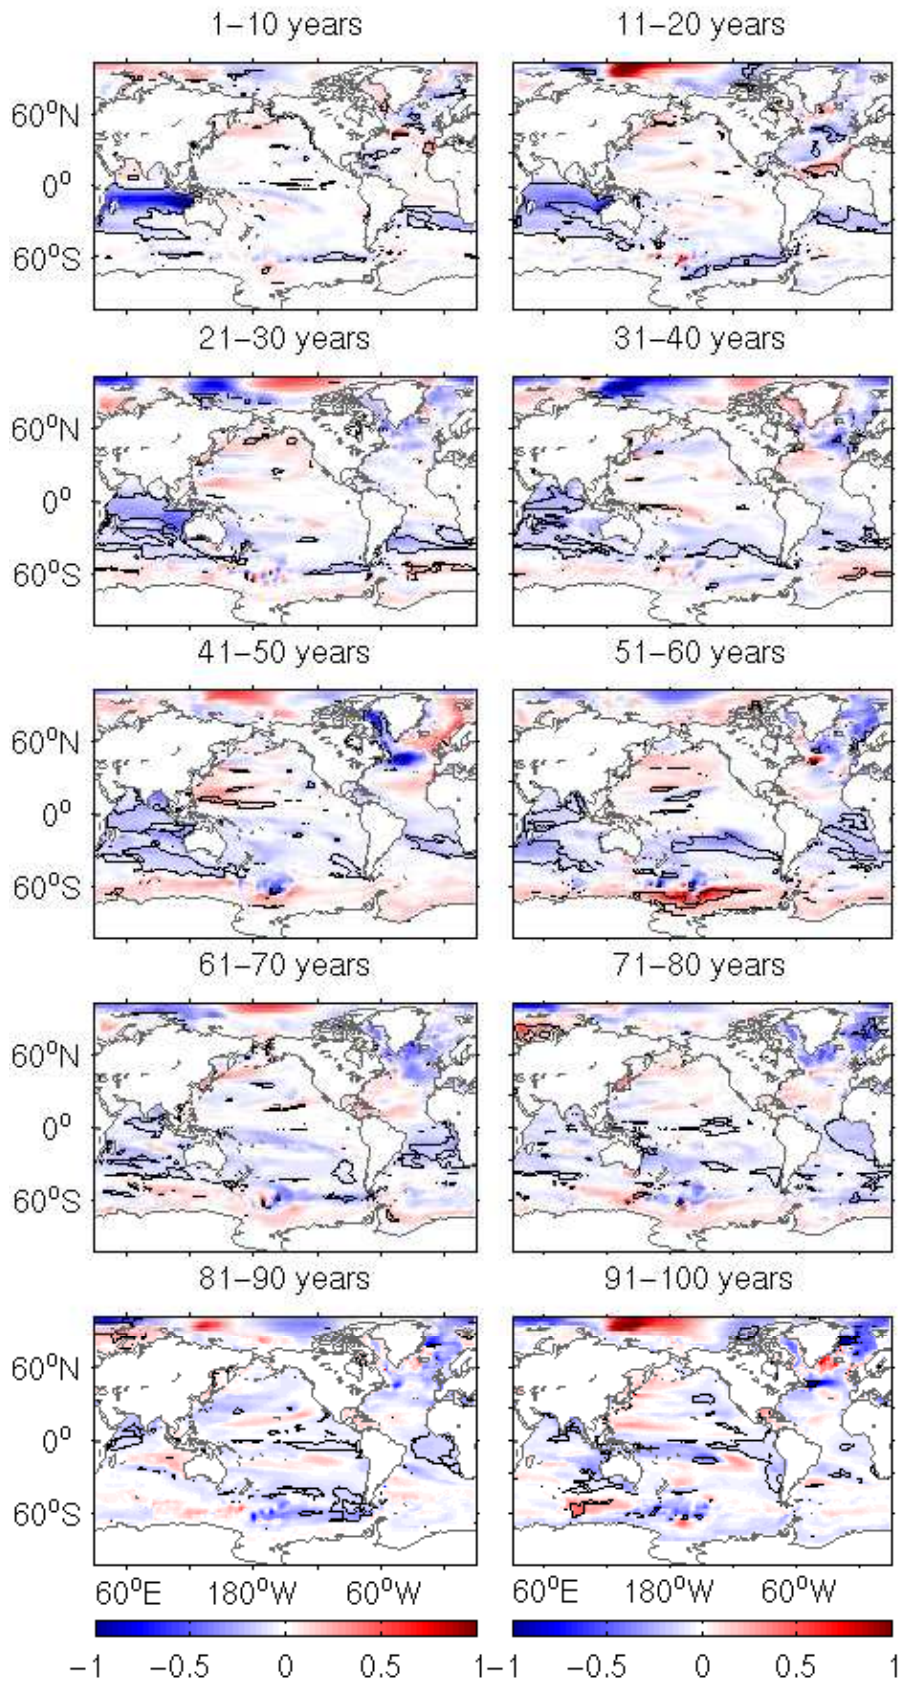 1–10 years 11–20 years
60°N
0°
60°S
21–30 years 31–40 years
60°N
0°
60°S
41–50 years 51–60 years
60°N
0°
60°S
61–70 years 71–80 years
60°N
0°
60°S
81–90 years 91–100 years
60°N
0°
60°S
60°E 180°W 60°W 60°E 180°W 60°W
−1 −0.5 0 0.5 1 −1 −0.5 0 0.5 1